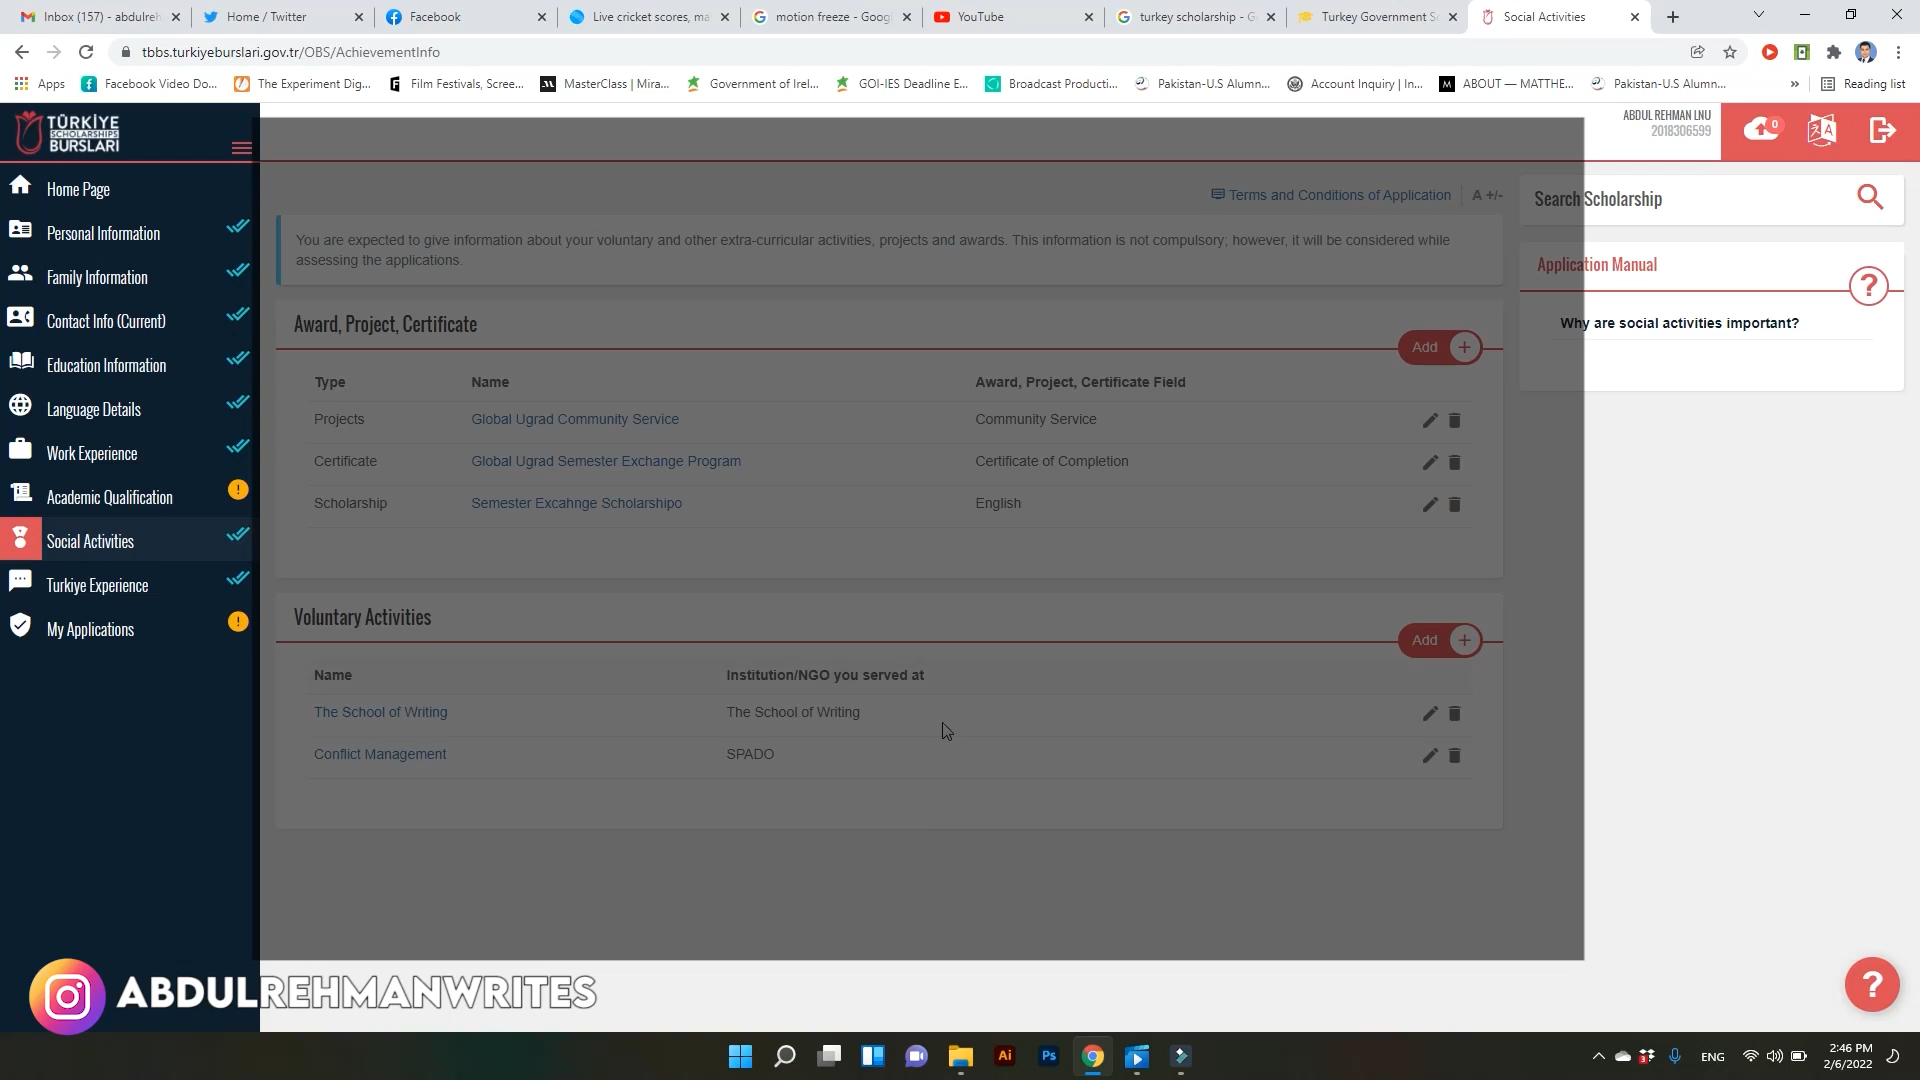 Inbox (157) - abdulreh
Home / Twitter
Facebook
Live cricket scores, ma
motion freeze - Googl
YouTube
turkey scholarship - G
Turkey Government Sc
Social Activities
tbbs.turkiyeburslari.gov.tr/OBS/AchievementInfo
Apps
Facebook Video Do...
The Experiment Dig...
Film Festivals, Scree...
MasterClass | Mira...
Government of Irel...
GOI-IES Deadline E...
Broadcast Producti...
Pakistan-U.S Alumn...
Account Inquiry | In...
ABOUT — MATTHE...
Pakistan-U.S Alumn...
»
Reading list
TÜRKİYE
SCHOLARSHIPS
BURSLARI
ABDUL REHMAN LNU
2018306599
0
Home Page
Personal Information
Family Information
Contact Info (Current)
Education Information
Language Details
Work Experience
Academic Qualification
Social Activities
Turkiye Experience
My Applications
Terms and Conditions of Application
A +/-
You are expected to give information about your voluntary and other extra-curricular activities, projects and awards. This information is not compulsory; however, it will be considered while
assessing the applications.
Award, Project, Certificate
Add +
Type Name Award, Project, Certificate Field
Projects Global Ugrad Community Service Community Service
Certificate Global Ugrad Semester Exchange Program Certificate of Completion
Scholarship Semester Excahnge Scholarshipo English
Voluntary Activities
Add +
Name Institution/NGO you served at
The School of Writing The School of Writing
Conflict Management SPADO
Search Scholarship
Application Manual
?
Why are social activities important?
ABDULREHMANWRITES
?
Ai
Ps
3
ENG
2:46 PM
2/6/2022